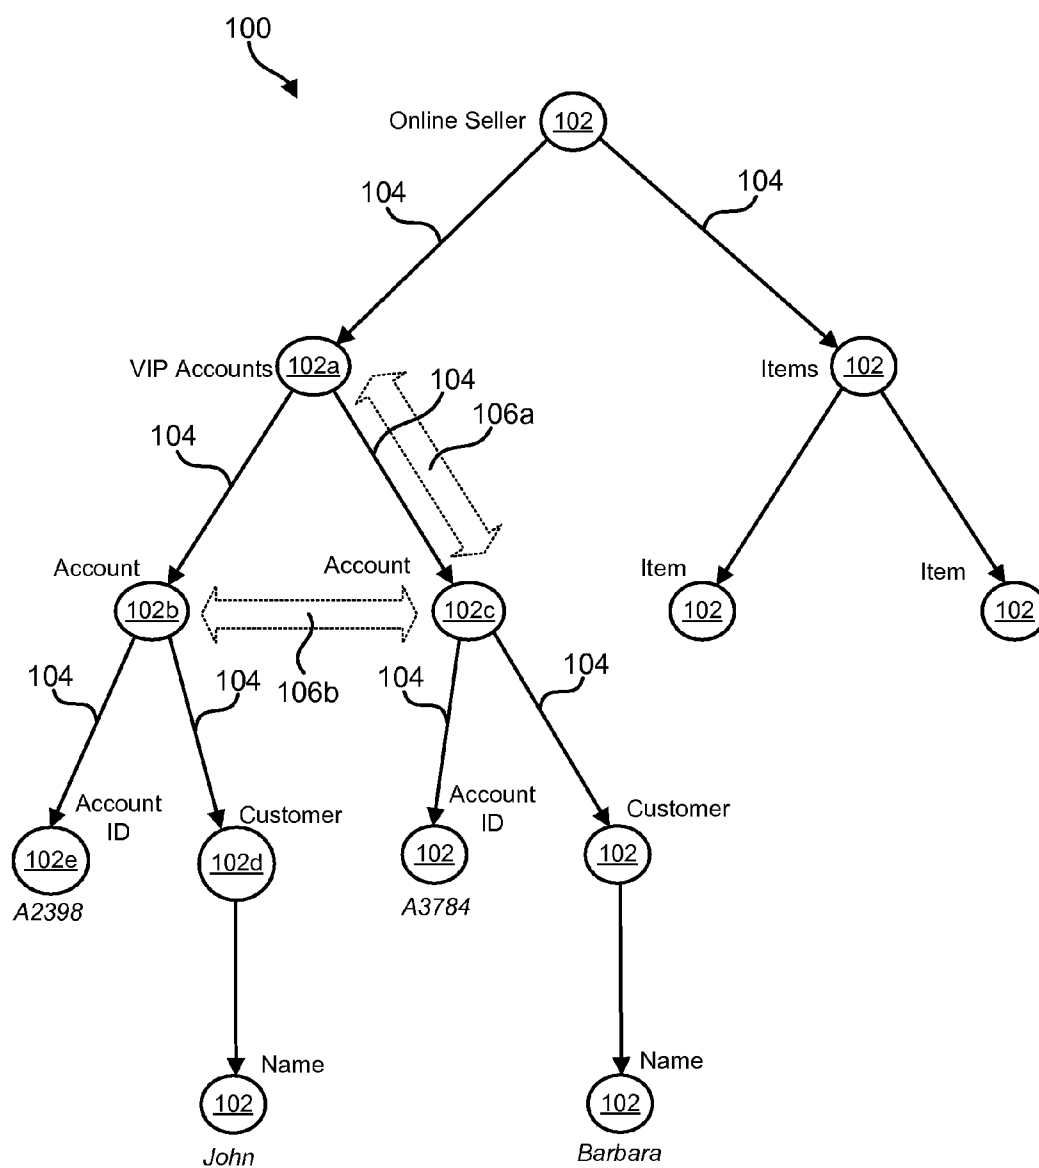 100
Online Seller
102
104
104
VIP Accounts
102a
Items
102
104
106a
104
Account
102b
Account
102c
Item
102
Item
102
106b
104
104
104
104
Account
ID
102e
A2398
Customer
102d
Account
ID
102
A3784
Customer
102
Name
102
John
Name
102
Barbara